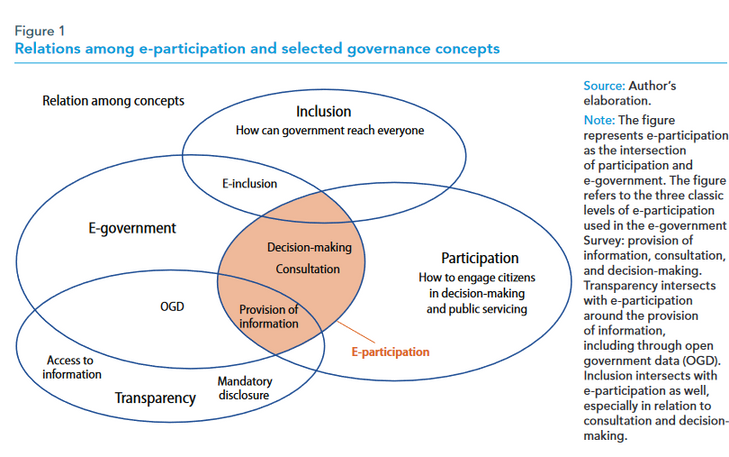 Figure 1
Relations among e-participation and selected governance concepts
Relation among concepts
Inclusion
How can government reach everyone
E-inclusion
E-government
Decision-making
Consultation
Participation
How to engage citizens
in decision-making
and public servicing
OGD
Provision of
information
E-participation
Access to
information
Mandatory
disclosure
Transparency
Source: Author's
elaboration.
Note: The figure
represents e-participation
as the intersection
of participation and
e-government. The figure
refers to the three classic
levels of e-participation
used in the e-government
Survey: provision of
information, consultation,
and decision-making.
Transparency intersects
with e-participation
around the provision
of information,
including through open
government data (OGD).
Inclusion intersects with
e-participation as well,
especially in relation to
consultation and decision-
making.